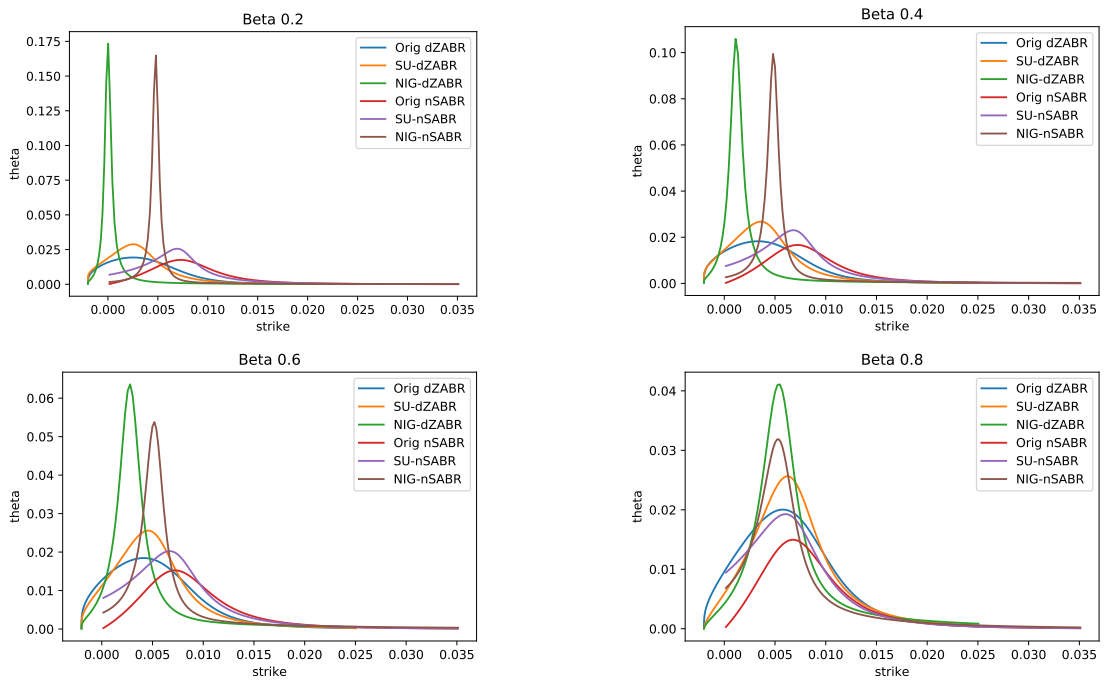 Beta 0.2
theta
0.175
0.150
0.125
0.100
0.075
0.050
0.025
0.000
Orig dZABR
SU-dZABR
NIG-dZABR
Orig nSABR
SU-nSABR
NIG-nSABR
0.000 0.005 0.010 0.015 0.020 0.025 0.030 0.035
strike
Beta 0.4
theta
0.10
0.08
0.06
0.04
0.02
0.00
Orig dZABR
SU-dZABR
NIG-dZABR
Orig nSABR
SU-nSABR
NIG-nSABR
0.000 0.005 0.010 0.015 0.020 0.025 0.030 0.035
strike
Beta 0.6
theta
0.06
0.05
0.04
0.03
0.02
0.01
0.00
Orig dZABR
SU-dZABR
NIG-dZABR
Orig nSABR
SU-nSABR
NIG-nSABR
0.000 0.005 0.010 0.015 0.020 0.025 0.030 0.035
strike
Beta 0.8
theta
0.04
0.03
0.02
0.01
0.00
Orig dZABR
SU-dZABR
NIG-dZABR
Orig nSABR
SU-nSABR
NIG-nSABR
0.000 0.005 0.010 0.015 0.020 0.025 0.030 0.035
strike